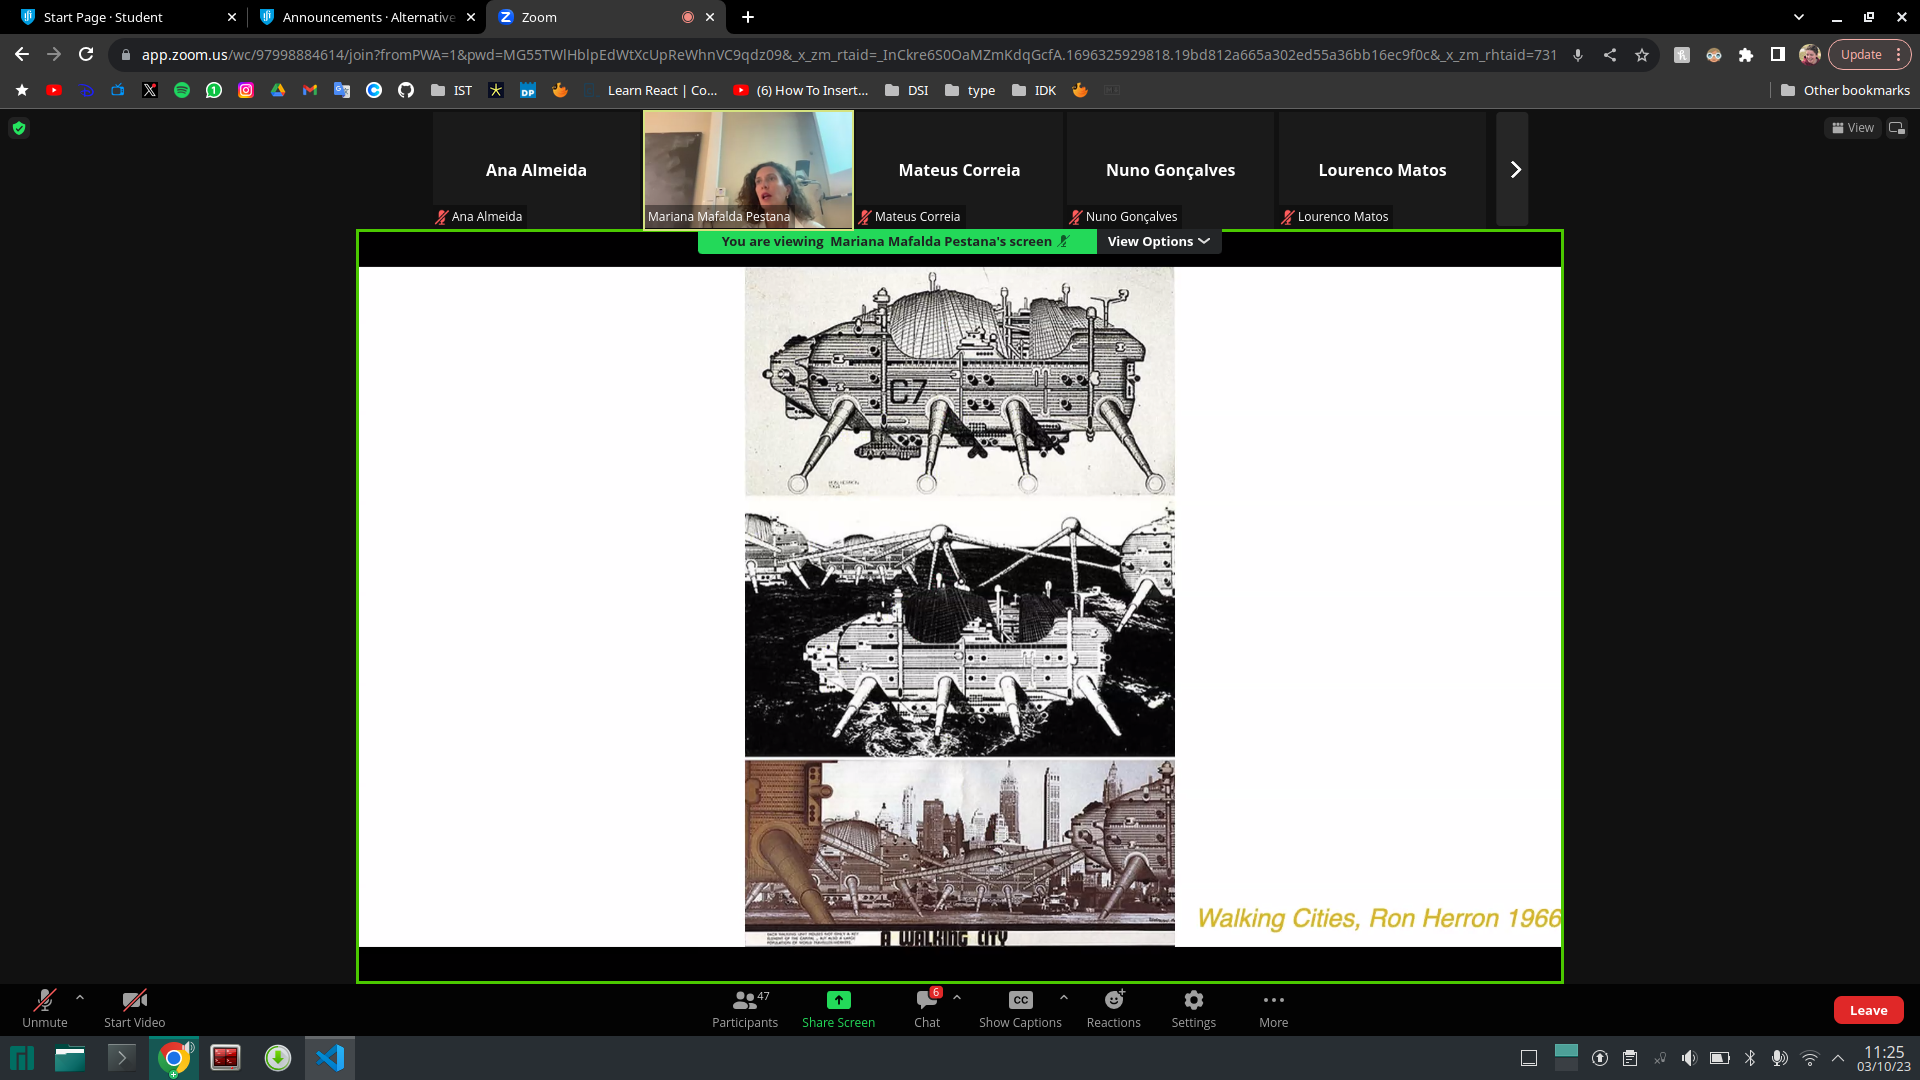 Start Page · Student
Announcements · Alternative
Zoom
app.zoom.us/wc/97998884614/join?fromPWA=1&pwd=MG55TWlHblpEdWtXcUpReWhnVC9qdz09&_x_zm_rtaid=_InCkre6S0OaMZmKdqGcfA.1696325929818.19bd812a665a302ed55a36bb16ec9f0c&_x_zm_rhtaid=731
Update
IST
DP
Learn React | Co...
(6) How To Insert...
DSI
type
IDK
Other bookmarks
View
Ana Almeida
Mateus Correia
Nuno Gonçalves
Lourenco Matos
Ana Almeida
Mariana Mafalda Pestana
Mateus Correia
Nuno Gonçalves
Lourenco Matos
You are viewing Mariana Mafalda Pestana's screen
View Options
C7
Walking Cities, Ron Herron 1966
A WALKING CITY
47
6
CC
Unmute
Start Video
Participants
Share Screen
Chat
Show Captions
Reactions
Settings
More
Leave
11:25
03/10/23